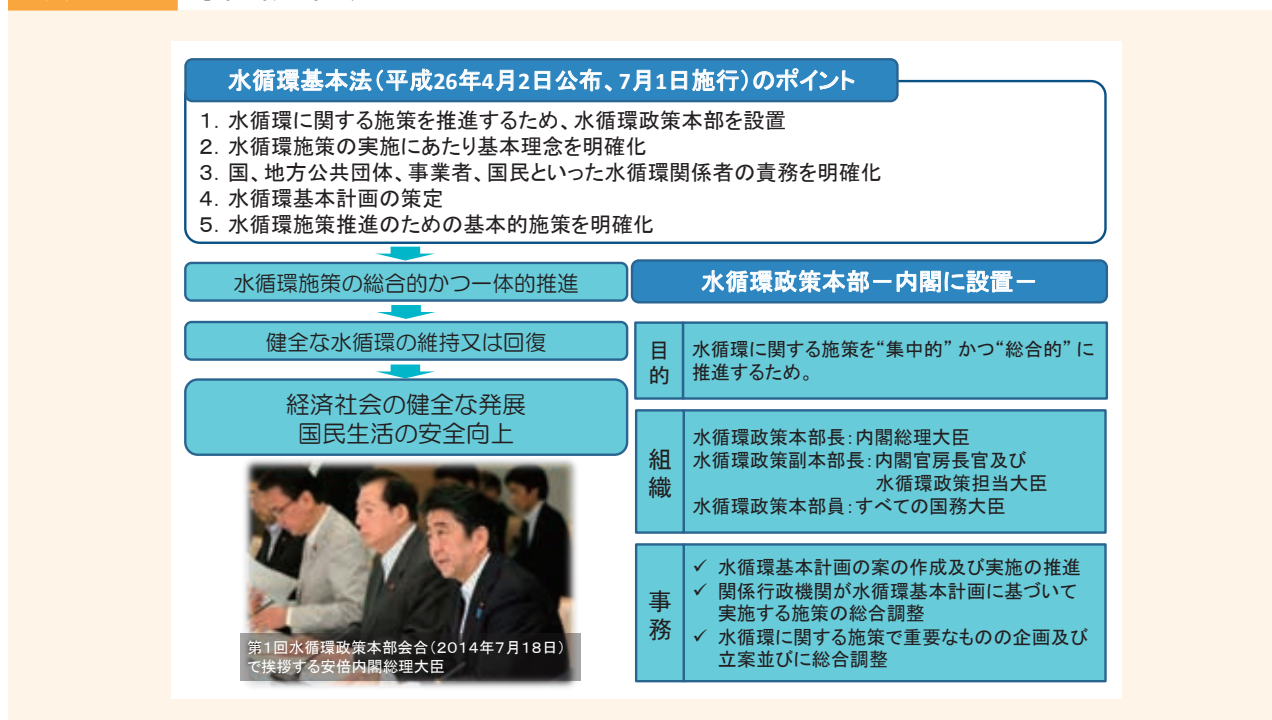 水循環基本法(平成26年4月2日公布、7月1日施行)のポイント
1. 水循環に関する施策を推進するため、水循環政策本部を設置
2. 水循環施策の実施にあたり基本理念を明確化
3. 国、地方公共団体、事業者、国民といった水循環関係者の責務を明確化
4. 水循環基本計画の策定
5. 水循環施策推進のための基本的施策を明確化
水循環施策の総合的かつ一体的推進
健全な水循環の維持又は回復
経済社会の健全な発展
国民生活の安全向上
第1回水循環政策本部会合(2014年7月18日)
で挨拶する安倍内閣総理大臣
水循環政策本部-内閣に設置-
目的
水循環に関する施策を“集中的” かつ“総合的” に
推進するため。
組織
水循環政策本部長:内閣総理大臣
水循環政策副本部長:内閣官房長官及び
水循環政策担当大臣
水循環政策本部員:すべての国務大臣
事務
✓ 水循環基本計画の案の作成及び実施の推進
✓ 関係行政機関が水循環基本計画に基づいて
実施する施策の総合調整
✓ 水循環に関する施策で重要なものの企画及び
立案並びに総合調整